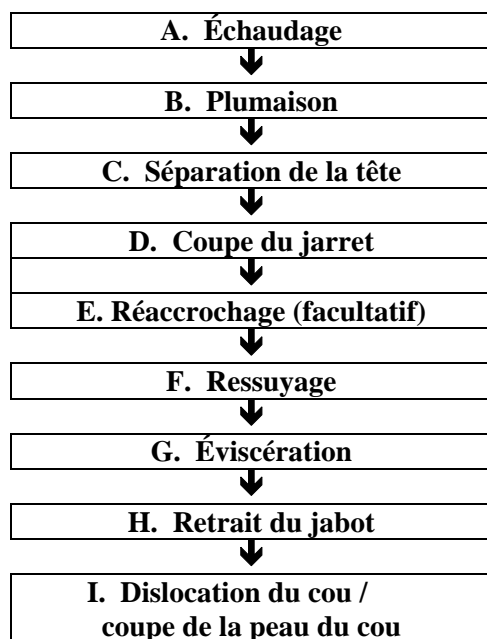 A. Échaudage
B. Plumaison
C. Séparation de la tête
D. Coupe du jarret
E. Réaccrochage (facultatif)
F. Ressuyage
G. Éviscération
H. Retrait du jabot
I. Dislocation du cou /
coupe de la peau du cou